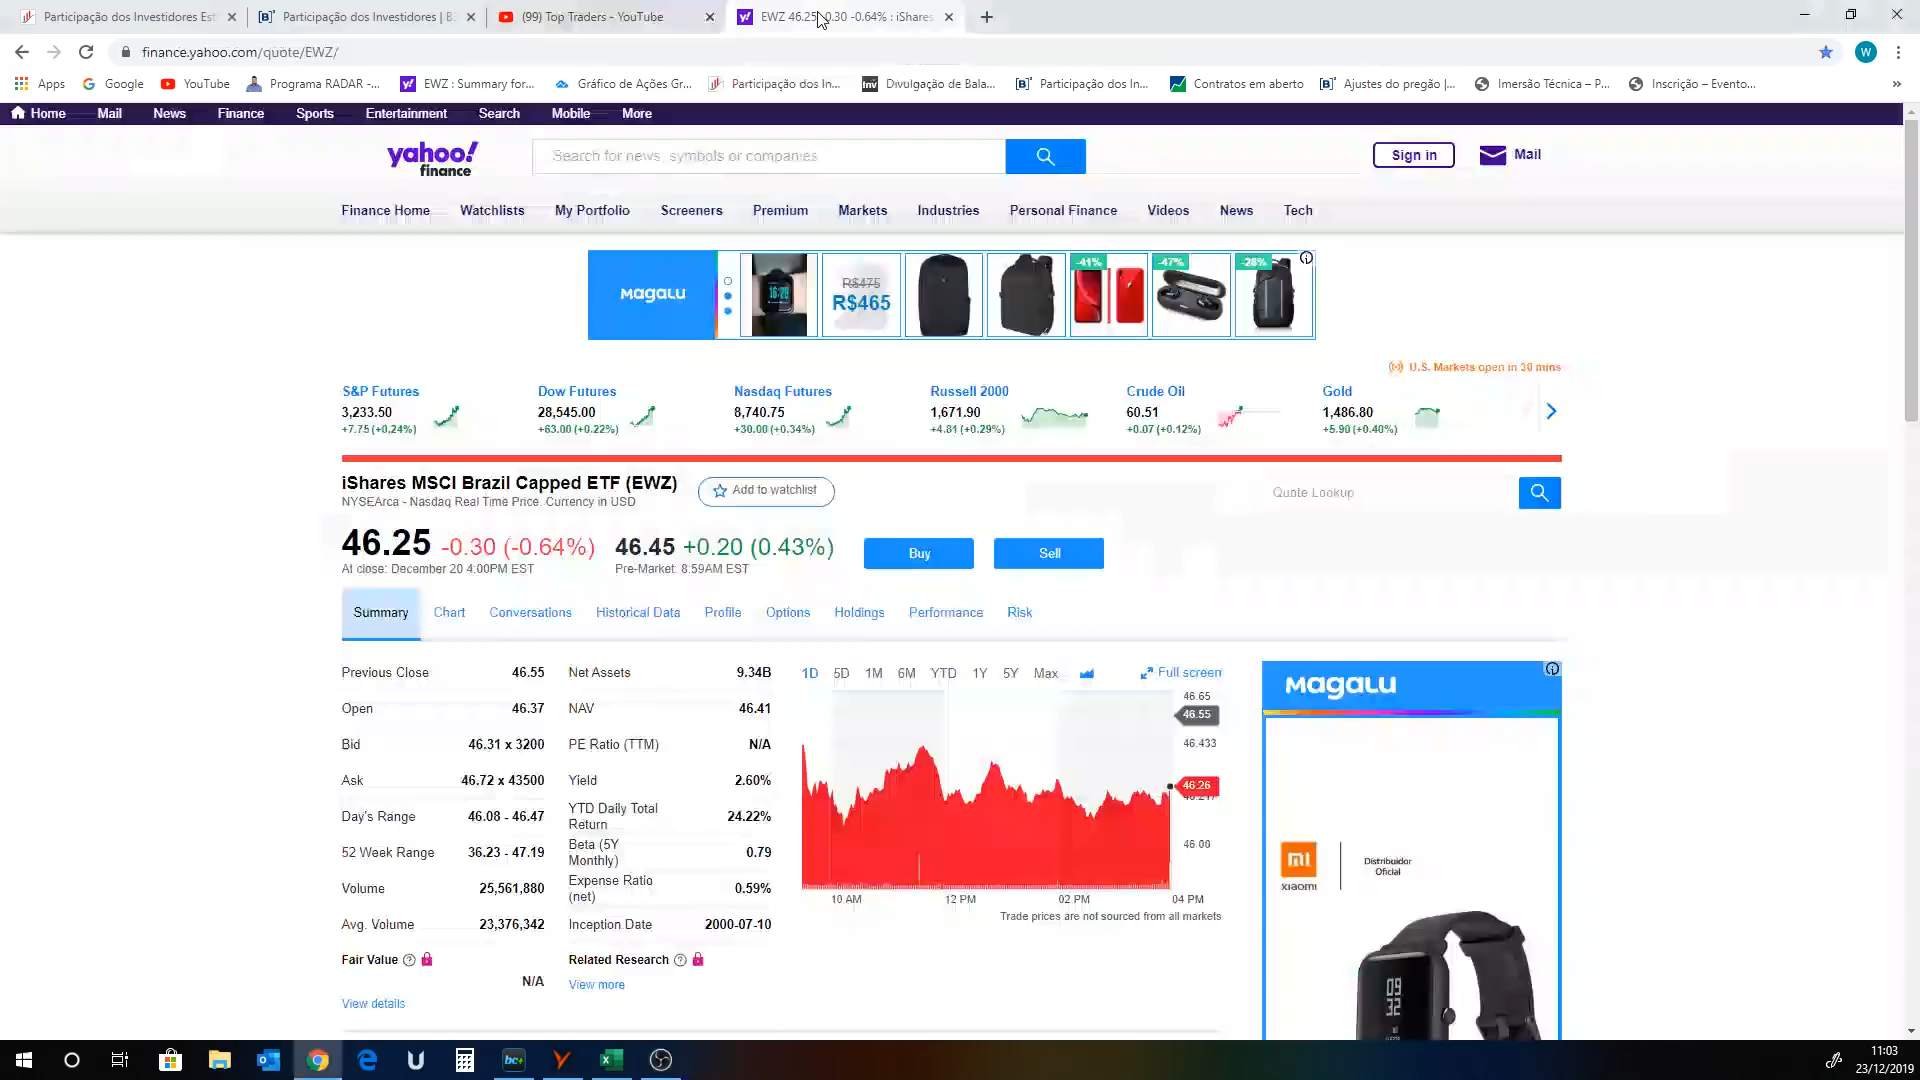 Participação dos Investidores Est
Participação dos Investidores | B
(99) Top Traders - YouTube
EWZ 46.25 -0.30 -0.64% : iShares
finance.yahoo.com/quote/EWZ/
W
Apps
Google
YouTube
Programa RADAR -...
EWZ : Summary for...
Gráfico de Ações Gr...
Participação dos In...
Divulgação de Bala...
Participação dos In...
Contratos em aberto
Ajustes do pregão |...
Imersão Técnica – P...
Inscrição – Evento...
Home
Mail
News
Finance
Sports
Entertainment
Search
Mobile
More
yahoo!
finance
Search for news, symbols or companies
Sign in
Mail
Finance Home
Watchlists
My Portfolio
Screeners
Premium
Markets
Industries
Personal Finance
Videos
News
Tech
Magalu
R$475
R$465
-41%
-47%
-28%
U.S. Markets open in 30 mins
S&P Futures
3,233.50
+7.75 (+0.24%)
Dow Futures
28,545.00
+63.00 (+0.22%)
Nasdaq Futures
8,740.75
+30.00 (+0.34%)
Russell 2000
1,671.90
+4.81 (+0.29%)
Crude Oil
60.51
+0.07 (+0.12%)
Gold
1,486.80
+5.90 (+0.40%)
iShares MSCI Brazil Capped ETF (EWZ)
NYSEArca - Nasdaq Real Time Price. Currency in USD
Add to watchlist
Quote Lookup
46.25 -0.30 (-0.64%)
At close: December 20 4:00PM EST
46.45 +0.20 (0.43%)
Pre-Market: 8:59AM EST
Buy
Sell
Summary
Chart
Conversations
Historical Data
Profile
Options
Holdings
Performance
Risk
Previous Close 46.55
Open 46.37
Bid 46.31 x 3200
Ask 46.72 x 43500
Day's Range 46.08 - 46.47
52 Week Range 36.23 - 47.19
Volume 25,561,880
Avg. Volume 23,376,342
Fair Value
N/A
View details
Net Assets 9.34B
NAV 46.41
PE Ratio (TTM) N/A
Yield 2.60%
YTD Daily Total Return 24.22%
Beta (5Y Monthly) 0.79
Expense Ratio (net) 0.59%
Inception Date 2000-07-10
Related Research
View more
1D
5D
1M
6M
YTD
1Y
5Y
Max
Full screen
46.65
46.55
46.433
46.26
46.08
10 AM
12 PM
02 PM
04 PM
Trade prices are not sourced from all markets
Magalu
mi
xiaomi
Distribuidor
Oficial
09
32
bc+
11:03
23/12/2019